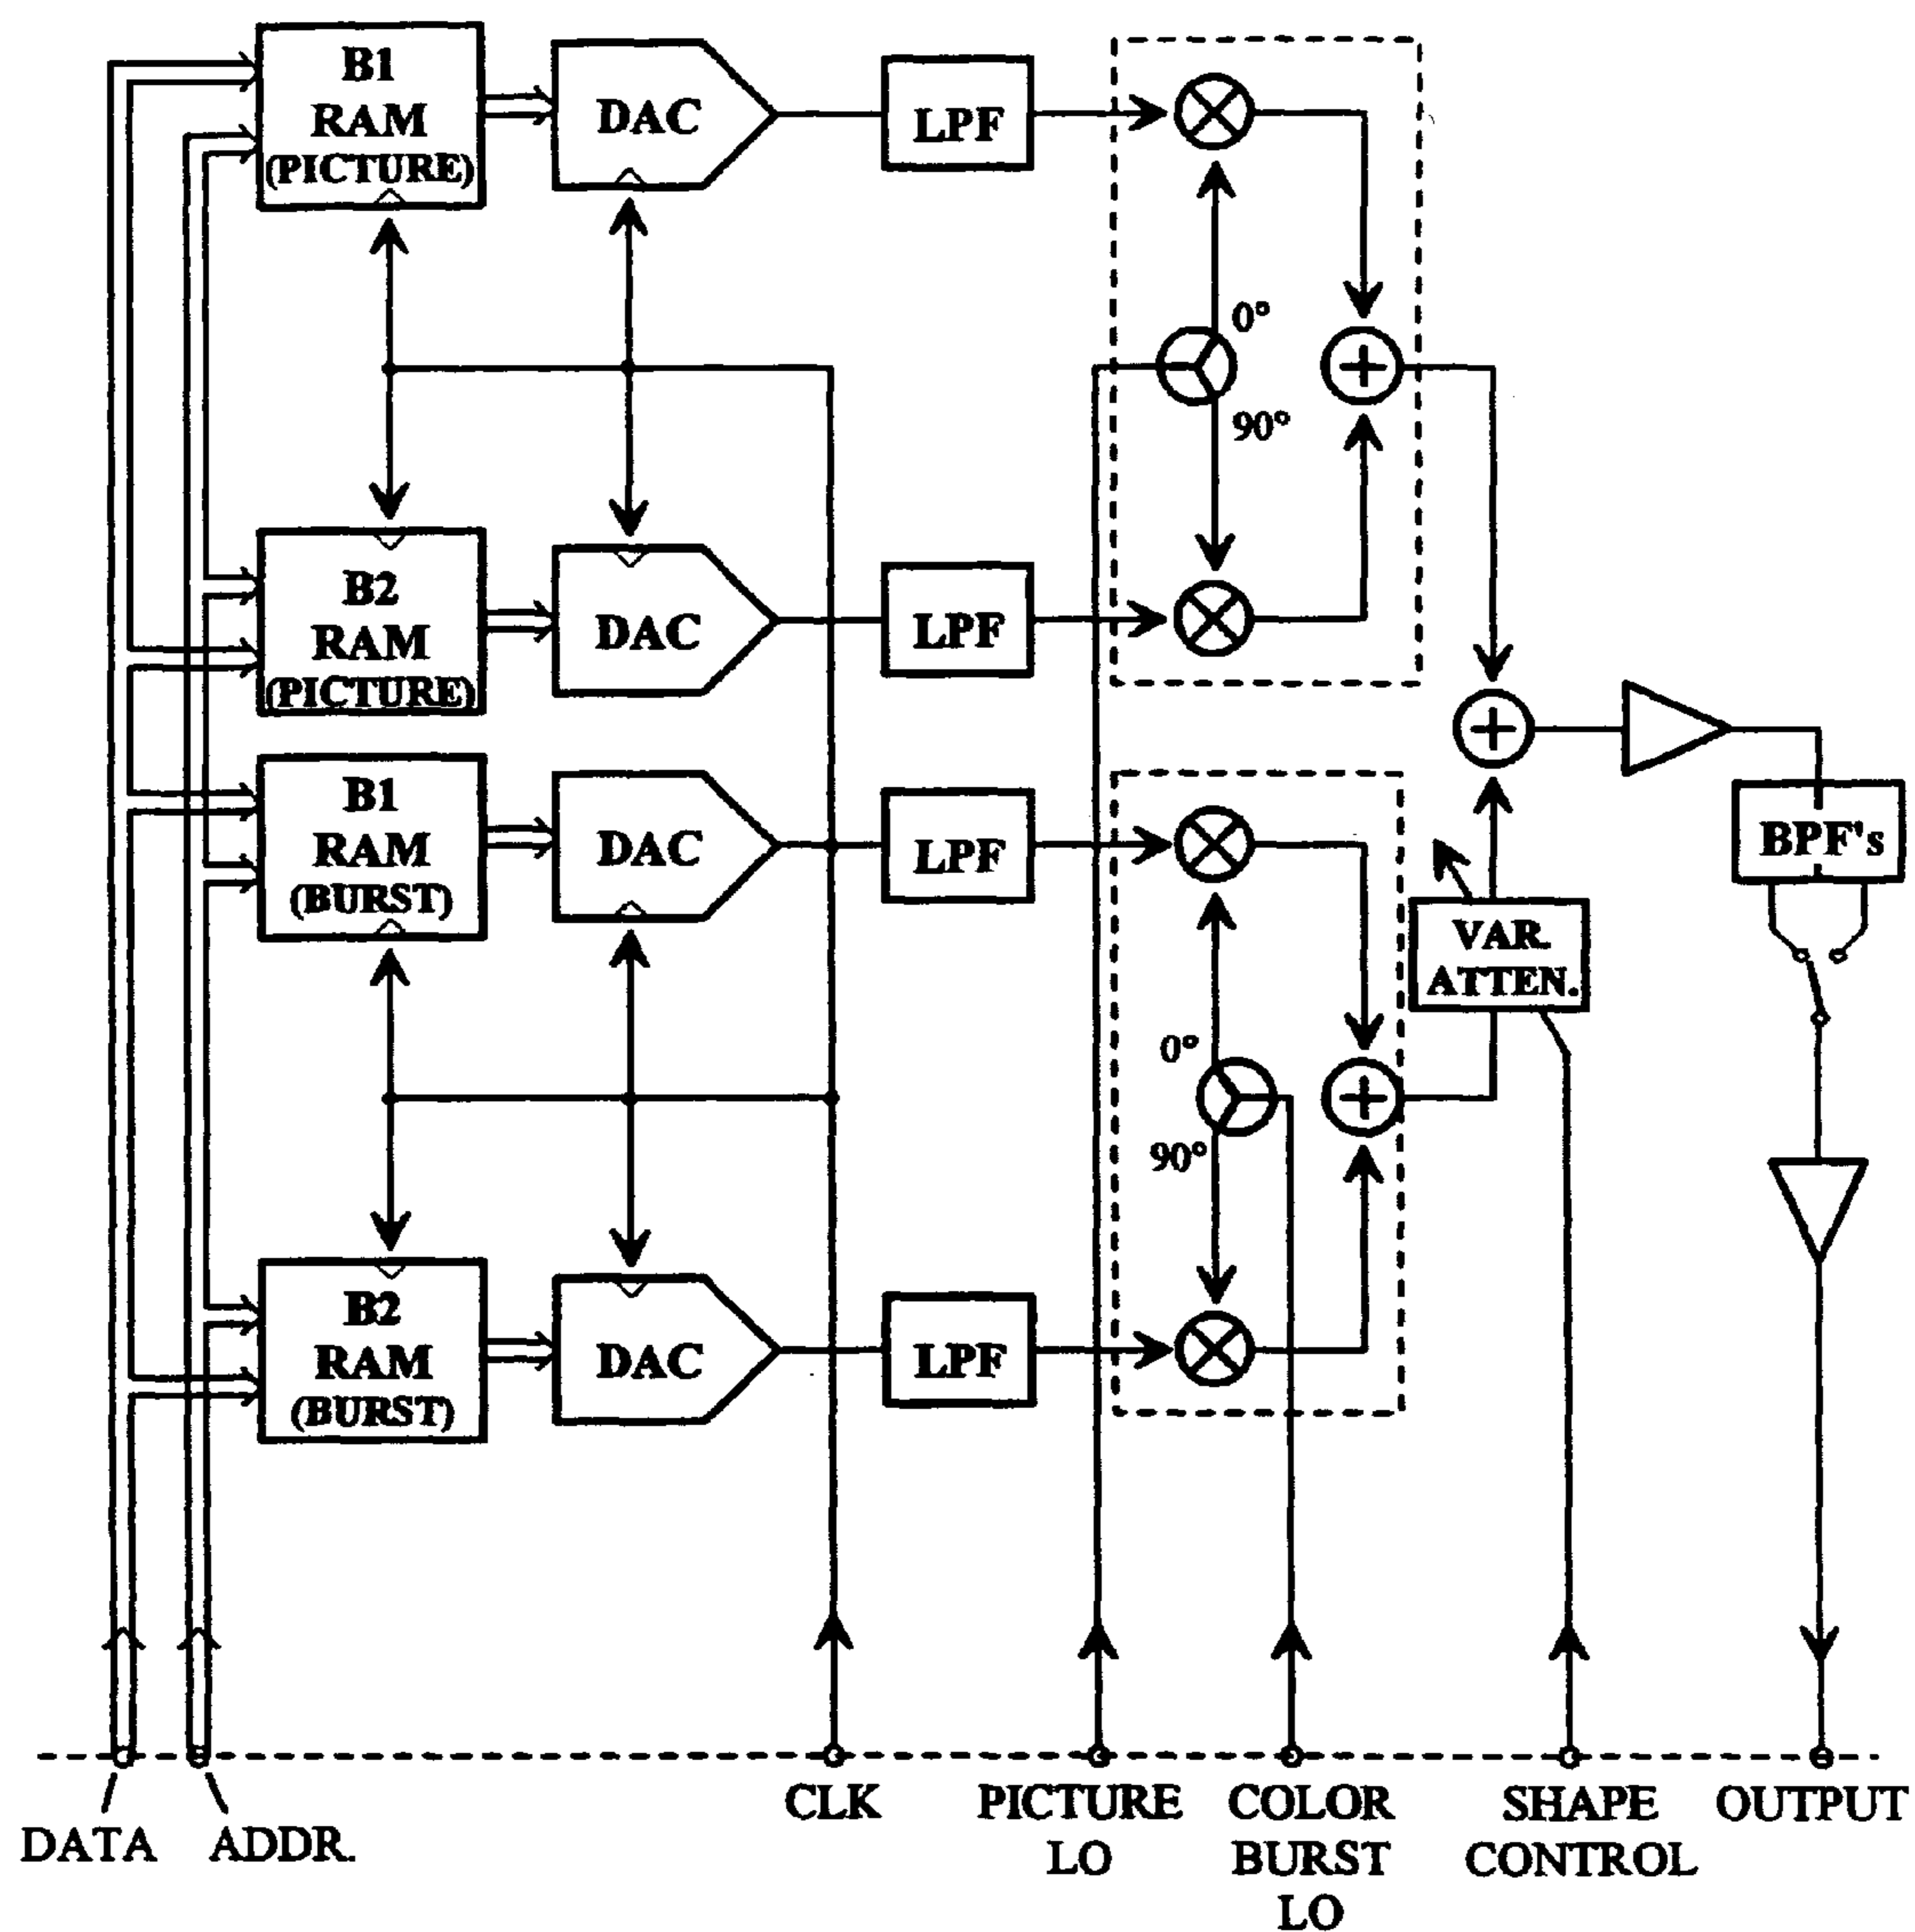 B1
RAM
(PICTURE)
DAC
LPF
0°
90°
B2
RAM
(PICTURE)
DAC
LPF
B1
RAM
(BURST)
DAC
LPF
BPF's
VAR.
ATTEN.
0°
90°
B2
RAM
(BURST)
DAC
LPF
DATA
ADDR.
CLK
PICTURE
LO
COLOR
BURST
LO
SHAPE
CONTROL
OUTPUT